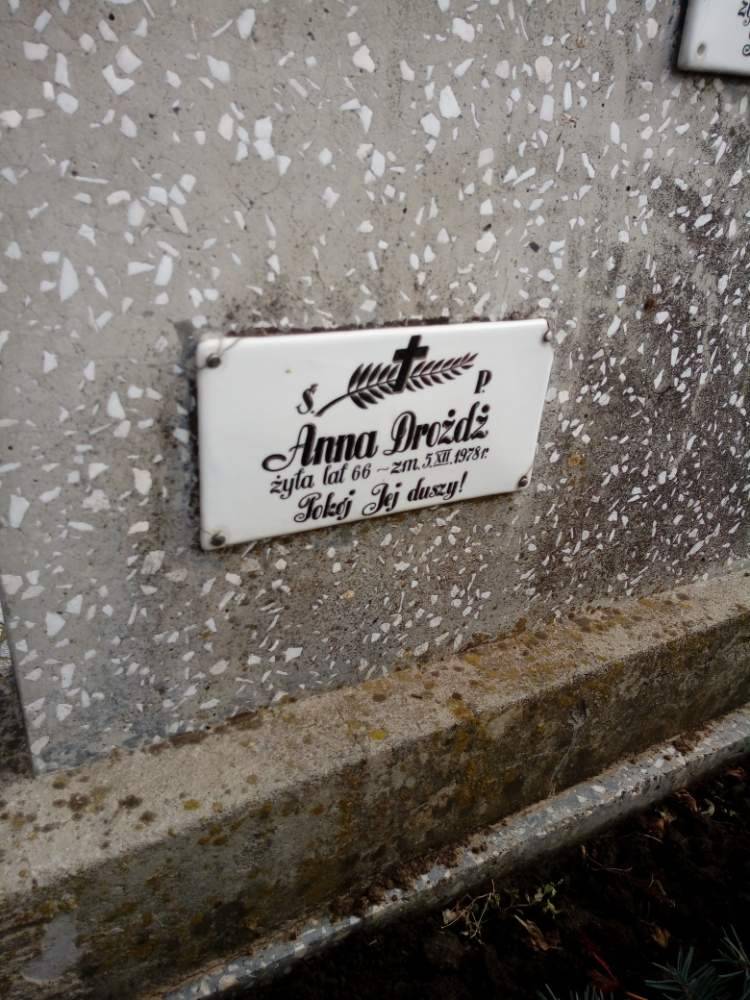 Ś. P.
Anna Drożdż
żyła lat 66 ~ zm. 5.XII.1978 r.
Pokój Jej duszy!